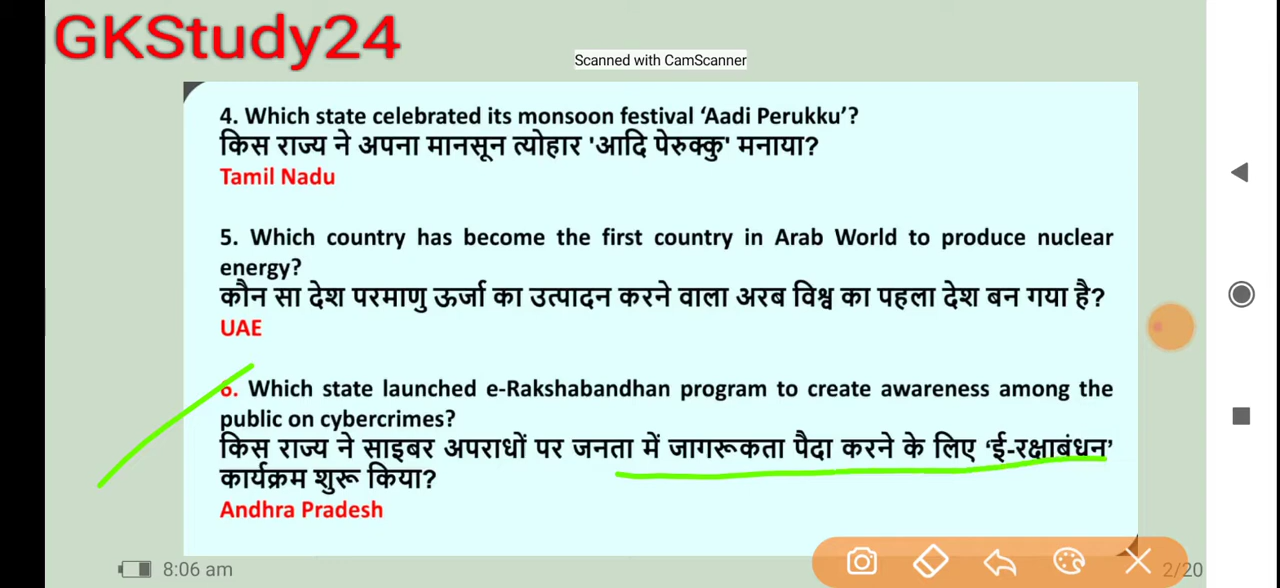 GKStudy24
Scanned with CamScanner
4. Which state celebrated its monsoon festival ‘Aadi Perukku’?
किस राज्य ने अपना मानसून त्योहार 'आदि पेरुक्कु' मनाया?
Tamil Nadu
5. Which country has become the first country in Arab World to produce nuclear
energy?
कौन सा देश परमाणु ऊर्जा का उत्पादन करने वाला अरब विश्व का पहला देश बन गया है?
UAE
6. Which state launched e-Rakshabandhan program to create awareness among the
public on cybercrimes?
किस राज्य ने साइबर अपराधों पर जनता में जागरूकता पैदा करने के लिए ‘ई-रक्षाबंधन’
कार्यक्रम शुरू किया?
Andhra Pradesh
8:06 am
2/20